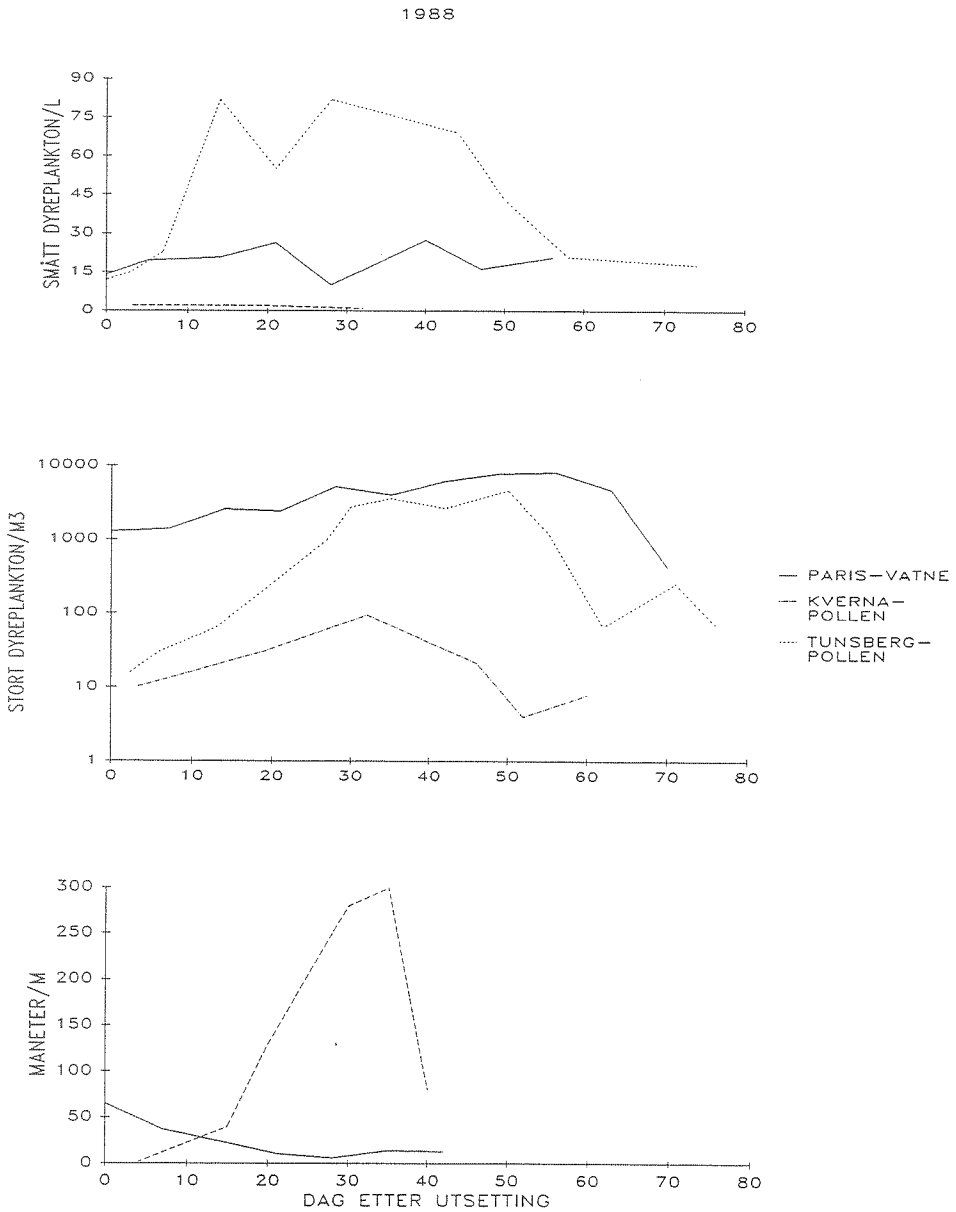 1988
SMÅTT DYREPLANKTON/L
90
75
60
45
30
15
0
0 10 20 30 40 50 60 70 80
STORT DYREPLANKTON/M3
10000
1000
100
10
1
0 10 20 30 40 50 60 70 80
PARIS-VATNE
KVERNA-
POLLEN
TUNSBERG-
POLLEN
MANETER/M
300
250
200
150
100
50
0
0 10 20 30 40 50 60 70 80
DAG ETTER UTSETTING